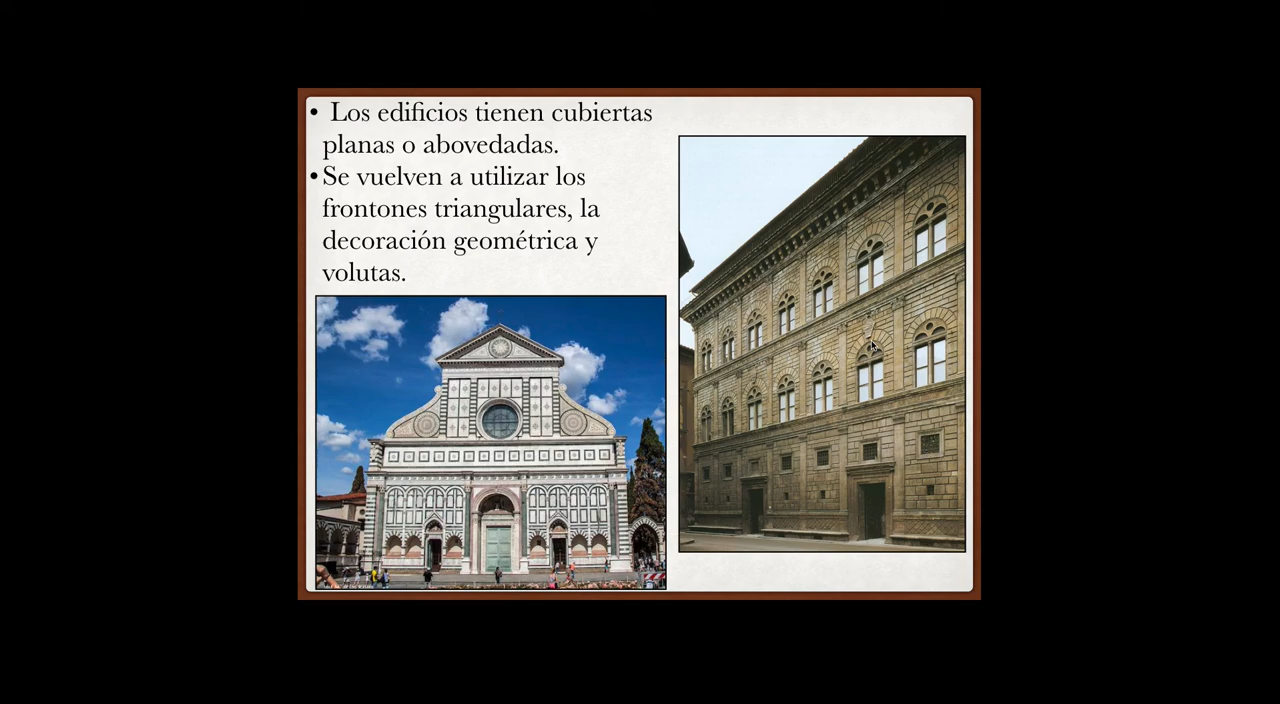 • Los edificios tienen cubiertas
planas o abovedadas.
• Se vuelven a utilizar los
frontones triangulares, la
decoración geométrica y
volutas.